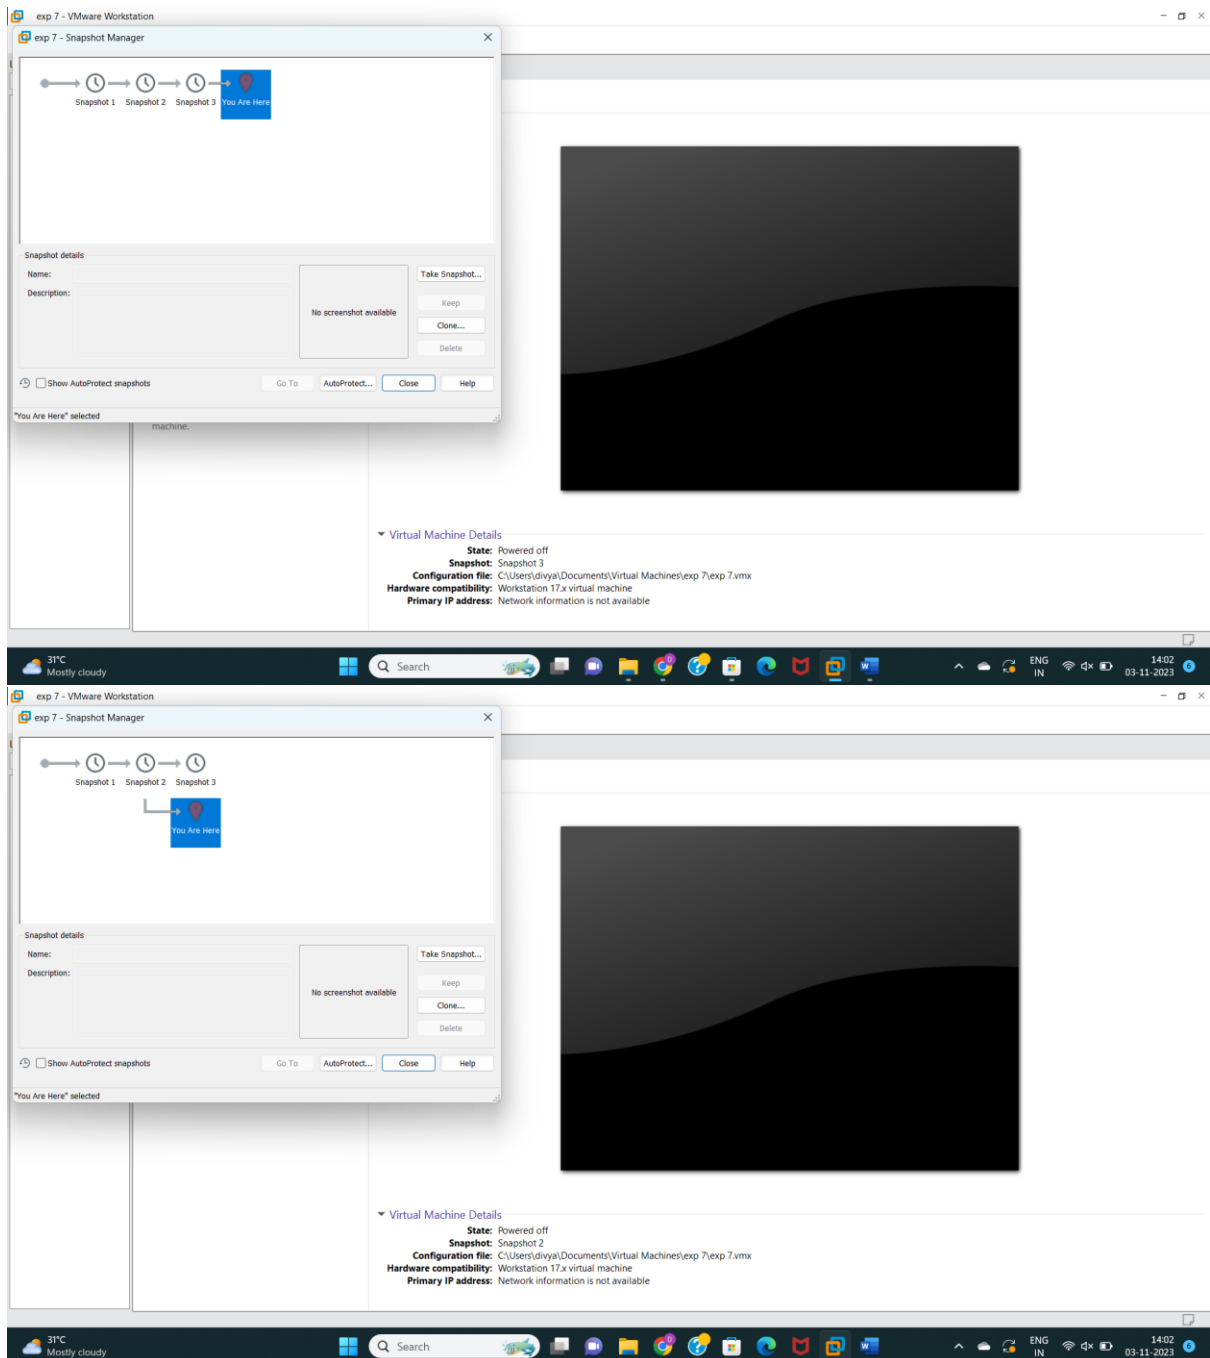 exp 7 - VMware Workstation
exp 7 - Snapshot Manager
Snapshot 1 Snapshot 2 Snapshot 3 You Are Here
Snapshot details
Name:
Take Snapshot...
Description:
Keep
No screenshot available
Clone...
Delete
Show AutoProtect snapshots Go To AutoProtect... Close Help
"You Are Here" selected
machine.
Virtual Machine Details
State: Powered off
Snapshot: Snapshot 3
Configuration file: C:\Users\divya\Documents\Virtual Machines\exp 7\exp 7.vmx
Hardware compatibility: Workstation 17.x virtual machine
Primary IP address: Network information is not available
31°C
Mostly cloudy
Search
ENG
IN
14:02
03-11-2023
6
exp 7 - VMware Workstation
exp 7 - Snapshot Manager
Snapshot 1 Snapshot 2 Snapshot 3
You Are Here
Snapshot details
Name:
Take Snapshot...
Description:
Keep
No screenshot available
Clone...
Delete
Show AutoProtect snapshots Go To AutoProtect... Close Help
"You Are Here" selected
Virtual Machine Details
State: Powered off
Snapshot: Snapshot 2
Configuration file: C:\Users\divya\Documents\Virtual Machines\exp 7\exp 7.vmx
Hardware compatibility: Workstation 17.x virtual machine
Primary IP address: Network information is not available
31°C
Mostly cloudy
Search
ENG
IN
14:02
03-11-2023
6